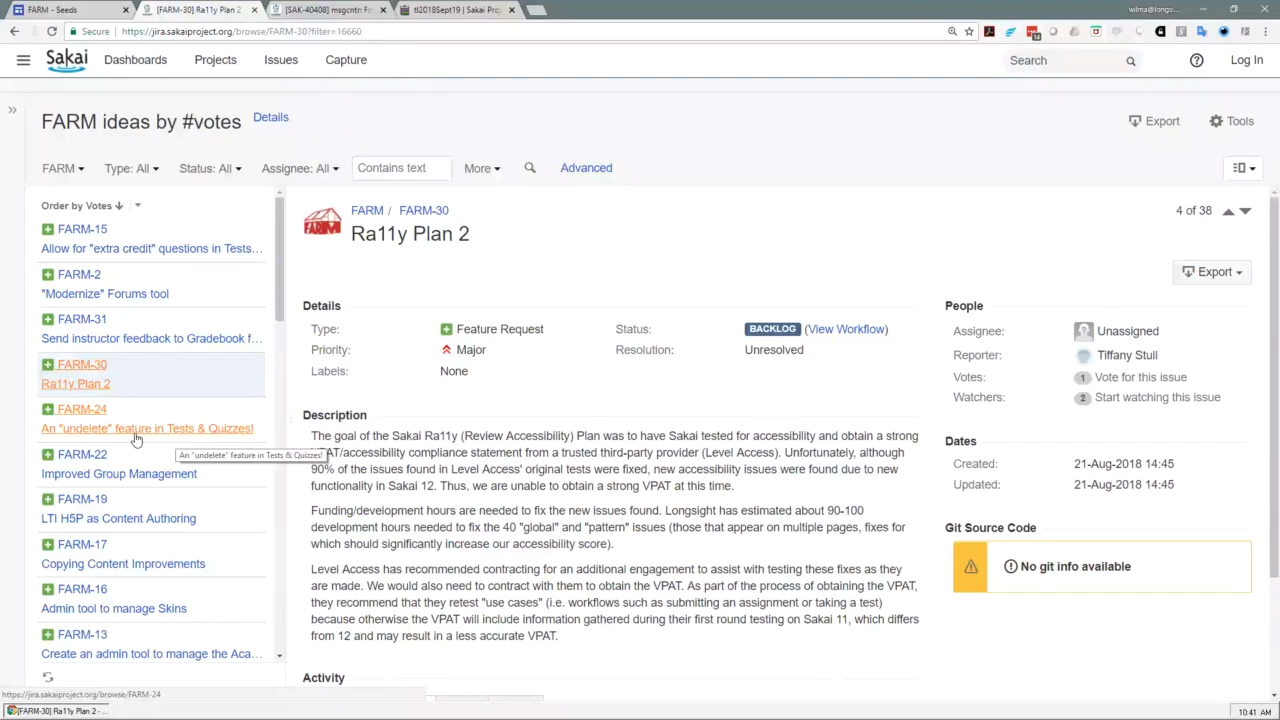 FARM - Seeds
[FARM-30] Ra11y Plan 2
[SAK-40408] msgcntr: Fo
tl2018Sept19 | Sakai Pro
wilma@longs
Secure
https://jira.sakaiproject.org/browse/FARM-30?filter=16660
14
Sakai
Dashboards
Projects
Issues
Capture
Search
Log In
FARM ideas by #votes
Details
Export
Tools
FARM
Type: All
Status: All
Assignee: All
Contains text
More
Advanced
Order by Votes
FARM-15
Allow for "extra credit" questions in Tests…
FARM-2
"Modernize" Forums tool
FARM-31
Send instructor feedback to Gradebook f…
FARM-30
Ra11y Plan 2
FARM-24
An "undelete" feature in Tests & Quizzes!
An "undelete" feature in Tests & Quizzes!
FARM-22
Improved Group Management
FARM-19
LTI H5P as Content Authoring
FARM-17
Copying Content Improvements
FARM-16
Admin tool to manage Skins
FARM-13
Create an admin tool to manage the Aca…
FARM
FARM / FARM-30
Ra11y Plan 2
4 of 38
Export
Details
Type: Feature Request
Status: BACKLOG (View Workflow)
Priority: Major
Resolution: Unresolved
Labels: None
Description
The goal of the Sakai Ra11y (Review Accessibility) Plan was to have Sakai tested for accessibility and obtain a strong
PAT/accessibility compliance statement from a trusted third-party provider (Level Access). Unfortunately, although
90% of the issues found in Level Access' original tests were fixed, new accessibility issues were found due to new
functionality in Sakai 12. Thus, we are unable to obtain a strong VPAT at this time.
Funding/development hours are needed to fix the new issues found. Longsight has estimated about 90-100
development hours needed to fix the 40 "global" and "pattern" issues (those that appear on multiple pages, fixes for
which should significantly increase our accessibility score).
Level Access has recommended contracting for an additional engagement to assist with testing these fixes as they
are made. We would also need to contract with them to obtain the VPAT. As part of the process of obtaining the VPAT,
they recommend that they retest "use cases" (i.e. workflows such as submitting an assignment or taking a test)
because otherwise the VPAT will include information gathered during their first round testing on Sakai 11, which differs
from 12 and may result in a less accurate VPAT.
Activity
People
Assignee: Unassigned
Reporter: Tiffany Stull
Votes: 1 Vote for this issue
Watchers: 2 Start watching this issue
Dates
Created: 21-Aug-2018 14:45
Updated: 21-Aug-2018 14:45
Git Source Code
No git info available
https://jira.sakaiproject.org/browse/FARM-24
[FARM-30] Ra11y Plan 2 - ...
10:41 AM